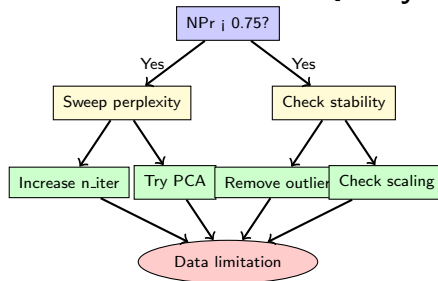 NPr ¡ 0.75?
Yes
Yes
Sweep perplexity
Check stability
Increase n_iter
Try PCA
Remove outlier
Check scaling
Data limitation